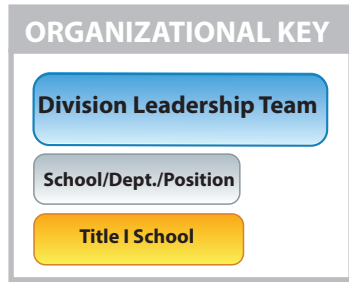 ORGANIZATIONAL KEY
Division Leadership Team
School/Dept./Position
Title I School